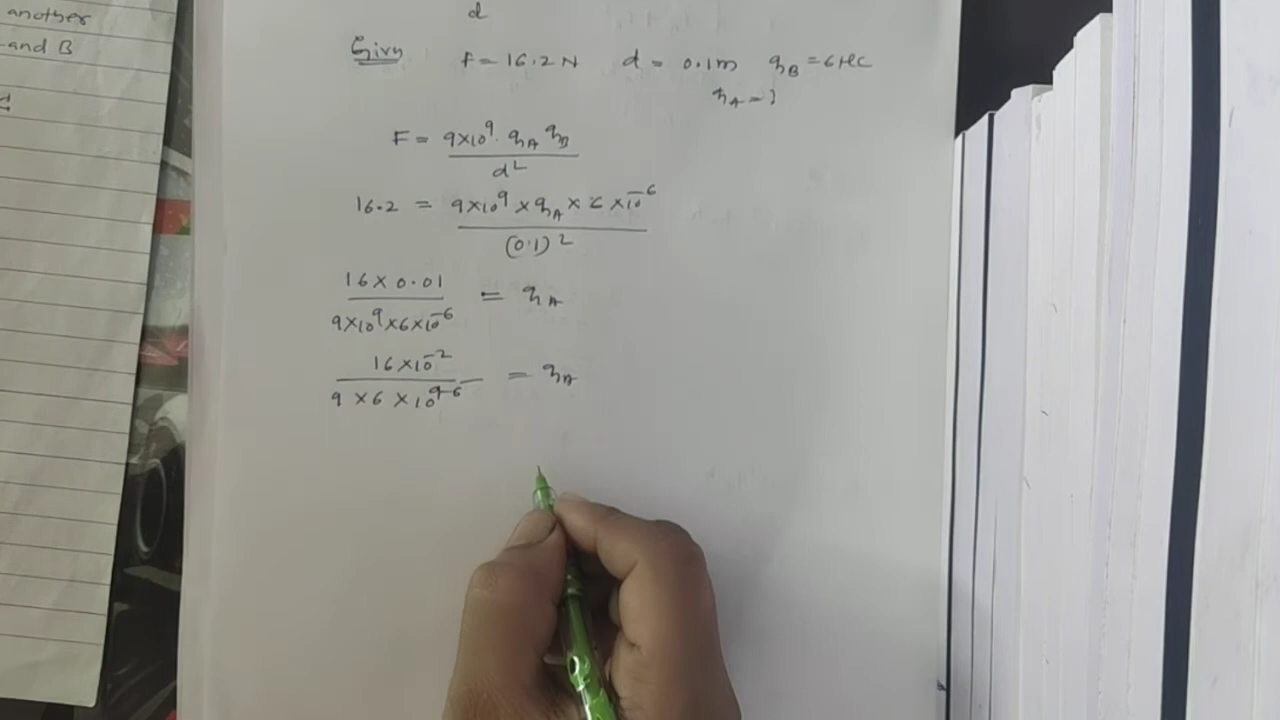 another
and B
d
Given F = 16.2 N d = 0.1m q_B = 6 μC
q_A = ?
F = 9×10⁹. q_A q_B / d²
16.2 = 9×10⁹ × q_A × 6 × 10⁻⁶ / (0.1)²
16 × 0.01 / 9×10⁹×6×10⁻⁶ = q_A
16×10⁻² / 9 × 6 × 10⁹⁻⁶ = q_A